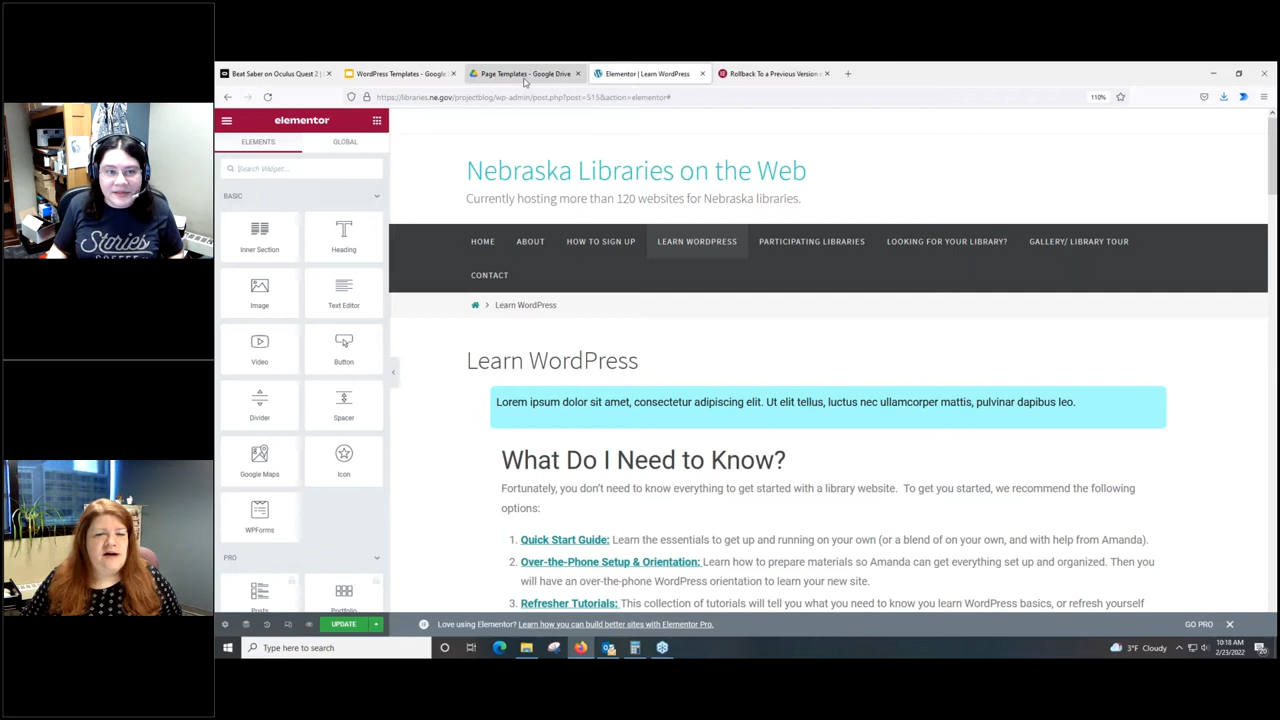 Beat Saber on Oculus Quest 2 |
WordPress Templates - Google
Page Templates - Google Drive
Elementor | Learn WordPress
Rollback To a Previous Version
https://libraries.ne.gov/projectblog/wp-admin/post.php?post=515&action=elementor#
110%
elementor
ELEMENTS
GLOBAL
Search Widget...
BASIC
Inner Section
Heading
Image
Text Editor
Video
Button
Divider
Spacer
Google Maps
Icon
WPForms
PRO
Posts
Portfolio
UPDATE
Nebraska Libraries on the Web
Currently hosting more than 120 websites for Nebraska libraries.
HOME
ABOUT
HOW TO SIGN UP
LEARN WORDPRESS
PARTICIPATING LIBRARIES
LOOKING FOR YOUR LIBRARY?
GALLERY/ LIBRARY TOUR
CONTACT
Learn WordPress
Learn WordPress
Lorem ipsum dolor sit amet, consectetur adipiscing elit. Ut elit tellus, luctus nec ullamcorper mattis, pulvinar dapibus leo.
What Do I Need to Know?
Fortunately, you don't need to know everything to get started with a library website. To get you started, we recommend the following
options:
1. Quick Start Guide: Learn the essentials to get up and running on your own (or a blend of on your own, and with help from Amanda).
2. Over-the-Phone Setup & Orientation: Learn how to prepare materials so Amanda can get everything set up and organized. Then you
will have an over-the-phone WordPress orientation to learn your new site.
3. Refresher Tutorials: This collection of tutorials will tell you what you need to know you learn WordPress basics, or refresh yourself
Love using Elementor? Learn how you can build better sites with Elementor Pro.
GO PRO
Type here to search
3°F Cloudy
10:18 AM
2/23/2022
20
Stories
COFFEE